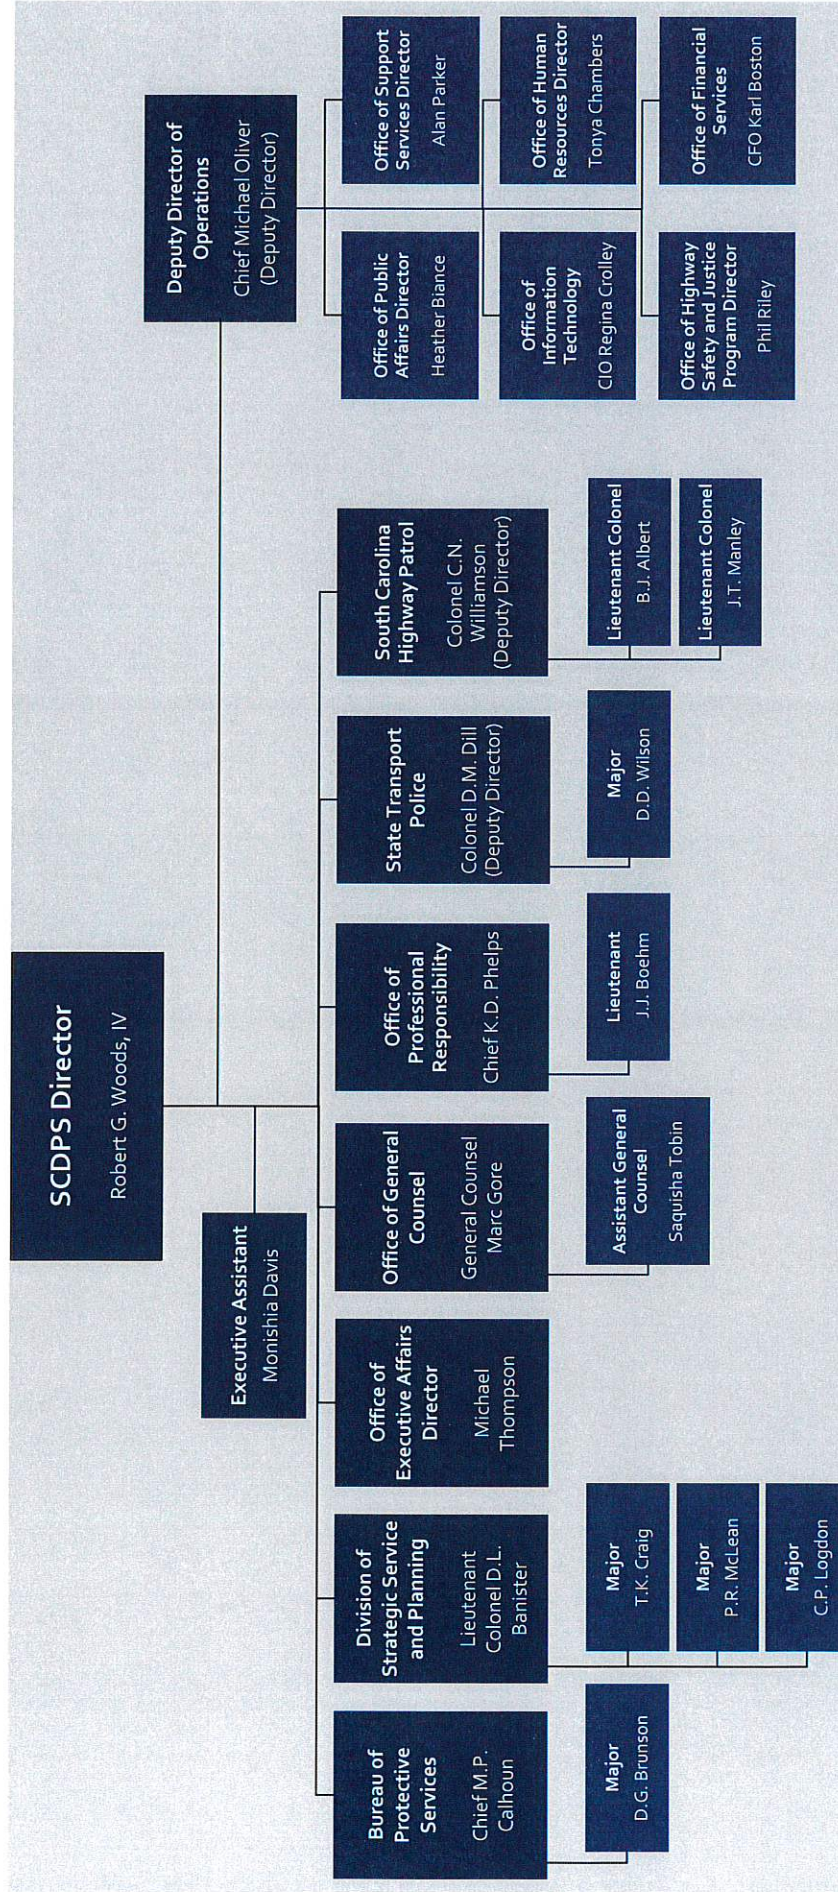 SCDPS Director
Robert G. Woods, IV
Executive Assistant
Monishia Davis
Deputy Director of
Operations
Chief Michael Oliver
(Deputy Director)
Bureau of
Protective
Services
Chief M.P.
Calhoun
Major
D.G. Brunson
Division of
Strategic Service
and Planning
Lieutenant
Colonel D.L.
Banister
Major
T.K. Craig
Major
P.R. McLean
Major
C.P. Logdon
Office of
Executive Affairs
Director
Michael
Thompson
Office of General
Counsel
General Counsel
Marc Gore
Assistant General
Counsel
Saquisha Tobin
Office of
Professional
Responsibility
Chief K.D. Phelps
Lieutenant
J.J. Boehm
State Transport
Police
Colonel D.M. Dill
(Deputy Director)
Major
D.D. Wilson
South Carolina
Highway Patrol
Colonel C.N.
Williamson
(Deputy Director)
Lieutenant Colonel
B.J. Albert
Lieutenant Colonel
J.T. Manley
Office of Public
Affairs Director
Heather Biance
Office of Support
Services Director
Alan Parker
Office of
Information
Technology
CIO Regina Crolley
Office of Human
Resources Director
Tonya Chambers
Office of Highway
Safety and Justice
Program Director
Phil Riley
Office of Financial
Services
CFO Karl Boston